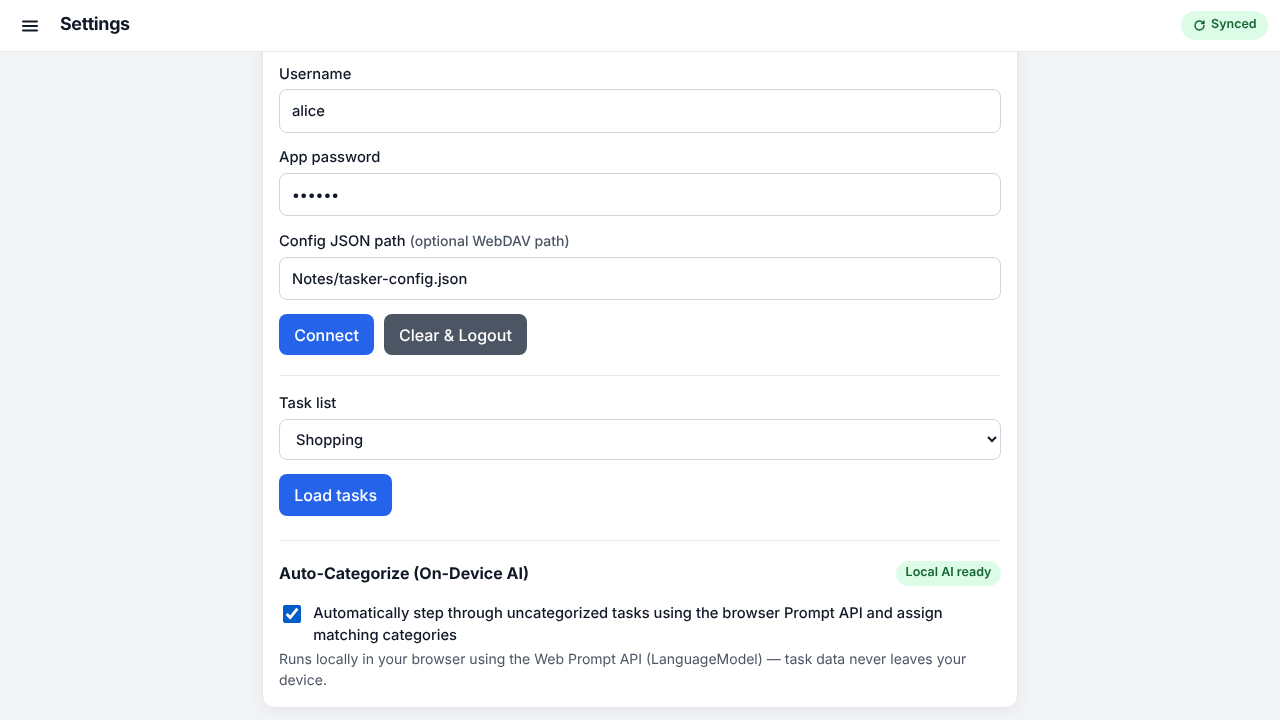 Settings
Synced
Username
alice
App password
••••••
Config JSON path (optional WebDAV path)
Notes/tasker-config.json
Connect
Clear & Logout
Task list
Shopping
Load tasks
Auto-Categorize (On-Device AI)
Local AI ready
Automatically step through uncategorized tasks using the browser Prompt API and assign
matching categories
Runs locally in your browser using the Web Prompt API (LanguageModel) — task data never leaves your
device.